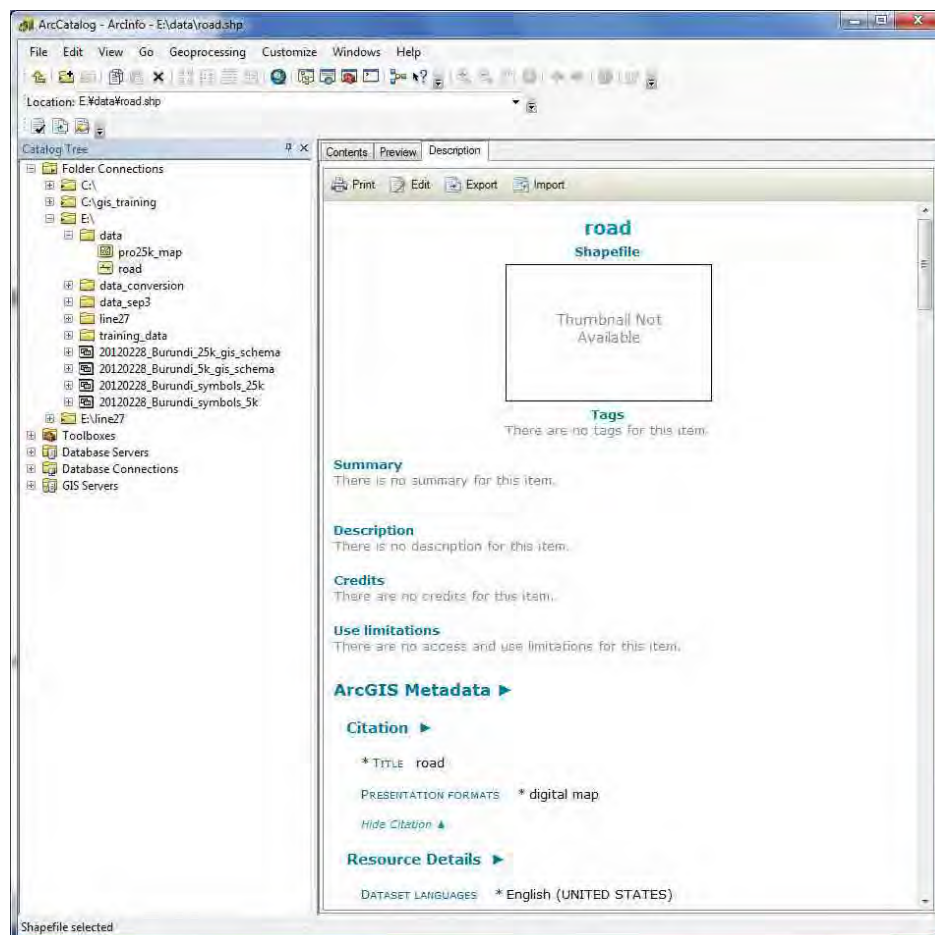 ArcCatalog - ArcInfo - E:\data\road.shp
File Edit View Go Geoprocessing Customize Windows Help
Location: E:¥data¥road.shp
Catalog Tree
Contents Preview Description
Print Edit Export Import
Folder Connections
C:\
C:\gis_training
E:\
data
pro25k_map
road
data_conversion
data_sep3
line27
training_data
20120228_Burundi_25k_gis_schema
20120228_Burundi_5k_gis_schema
20120228_Burundi_symbols_25k
20120228_Burundi_symbols_5k
E:\line27
Toolboxes
Database Servers
Database Connections
GIS Servers
road
Shapefile
Thumbnail Not
Available
Tags
There are no tags for this item.
Summary
There is no summary for this item.
Description
There is no description for this item.
Credits
There are no credits for this item.
Use limitations
There are no access and use limitations for this item.
ArcGIS Metadata ►
Citation ►
* TITLE road
PRESENTATION FORMATS * digital map
Hide Citation ▲
Resource Details ►
DATASET LANGUAGES * English (UNITED STATES)
Shapefile selected